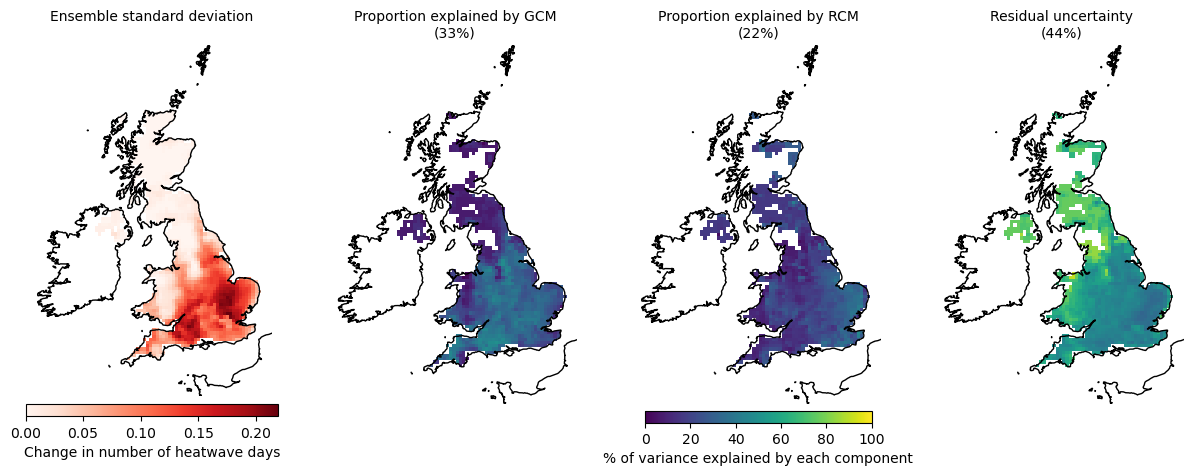 Ensemble standard deviation
Proportion explained by GCM
(33%)
Proportion explained by RCM
(22%)
Residual uncertainty
(44%)
0.00 0.05 0.10 0.15 0.20
Change in number of heatwave days
0 20 40 60 80 100
% of variance explained by each component